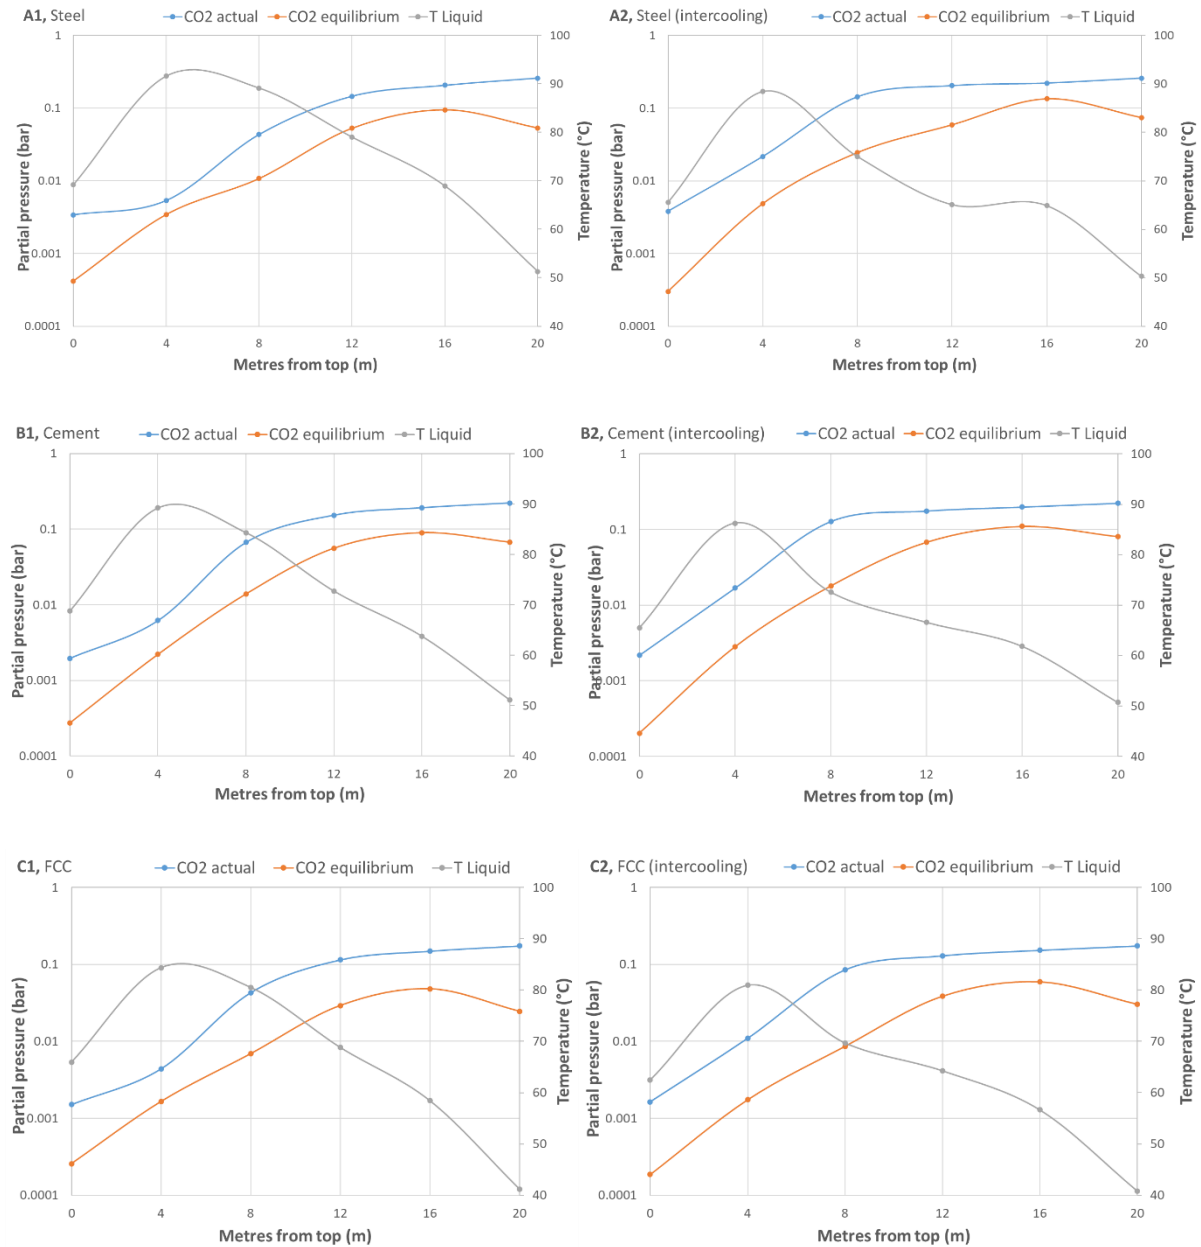 A1, Steel CO2 actual CO2 equilibrium T Liquid
1 100
90
0.1
80
0.01 70
60
0.001
50
0.0001 40
0 4 8 12 16 20
Partial pressure (bar)
Temperature (°C)
Metres from top (m)
A2, Steel (intercooling) CO2 actual CO2 equilibrium T Liquid
1 100
90
0.1
80
0.01 70
60
0.001
50
0.0001 40
0 4 8 12 16 20
Partial pressure (bar)
Temperature (°C)
Metres from top (m)
B1, Cement CO2 actual CO2 equilibrium T Liquid
1 100
90
0.1
80
0.01 70
60
0.001
50
0.0001 40
0 4 8 12 16 20
Partial pressure (bar)
Temperature (°C)
Metres from top (m)
B2, Cement (intercooling) CO2 actual CO2 equilibrium T Liquid
1 100
90
0.1
80
0.01 70
60
0.001
50
0.0001 40
0 4 8 12 16 20
Partial pressure (bar)
Temperature (°C)
Metres from top (m)
C1, FCC CO2 actual CO2 equilibrium T Liquid
1 100
90
0.1
80
0.01 70
60
0.001
50
0.0001 40
0 4 8 12 16 20
Partial pressure (bar)
Temperature (°C)
Metres from top (m)
C2, FCC (intercooling) CO2 actual CO2 equilibrium T Liquid
1 100
90
0.1
80
0.01 70
60
0.001
50
0.0001 40
0 4 8 12 16 20
Partial pressure (bar)
Temperature (°C)
Metres from top (m)